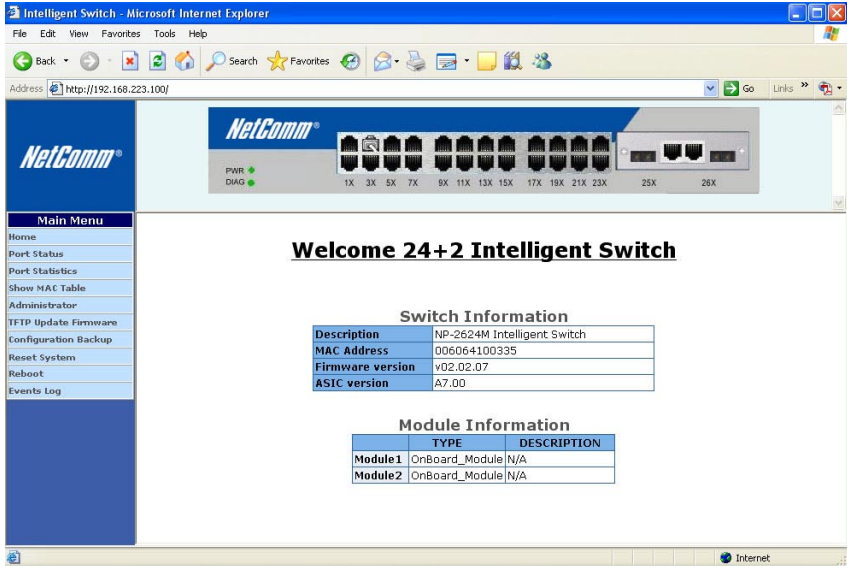 Intelligent Switch - Microsoft Internet Explorer
File Edit View Favorites Tools Help
Back Search Favorites
Address http://192.168.223.100/ Go Links »
NetComm®
NetComm®
PWR
DIAG
1X 3X 5X 7X 9X 11X 13X 15X 17X 19X 21X 23X 25X 26X
Main Menu
Home
Port Status
Port Statistics
Show MAC Table
Administrator
TFTP Update Firmware
Configuration Backup
Reset System
Reboot
Events Log
Welcome 24+2 Intelligent Switch
Switch Information
Description NP-2624M Intelligent Switch
MAC Address 006064100335
Firmware version v02.02.07
ASIC version A7.00
Module Information
TYPE DESCRIPTION
Module1 OnBoard_Module N/A
Module2 OnBoard_Module N/A
Internet